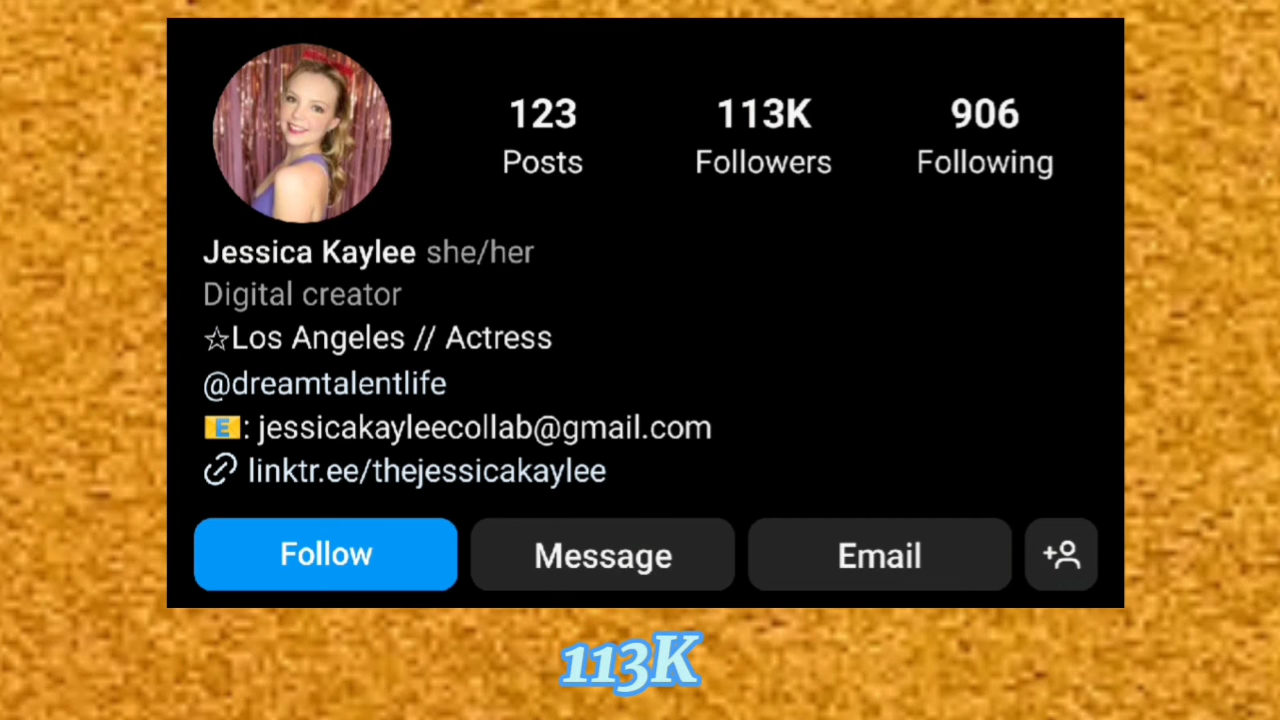 123 113K 906
Posts Followers Following
Jessica Kaylee she/her
Digital creator
☆Los Angeles // Actress
@dreamtalentlife
📧: jessicakayleecollab@gmail.com
linktr.ee/thejessicakaylee
Follow Message Email
113K